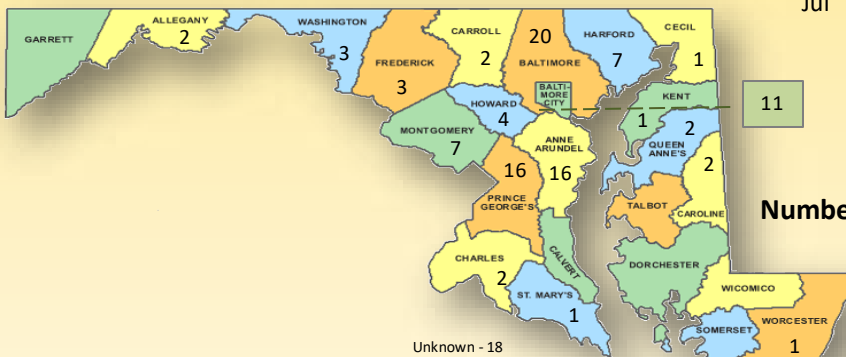 Jul
GARRETT
ALLEGANY
2
WASHINGTON
3
FREDERICK
3
CARROLL
2
20
BALTIMORE
HARFORD
7
CECIL
1
BALTI-
MORE
CITY
11
KENT
1
HOWARD
4
MONTGOMERY
7
ANNE
ARUNDEL
16
2
QUEEN
ANNE'S
2
CAROLINE
16
PRINCE
GEORGE'S
TALBOT
Numbe
CHARLES
2
CALVERT
DORCHESTER
ST. MARY'S
1
WICOMICO
SOMERSET
WORCESTER
1
Unknown - 18